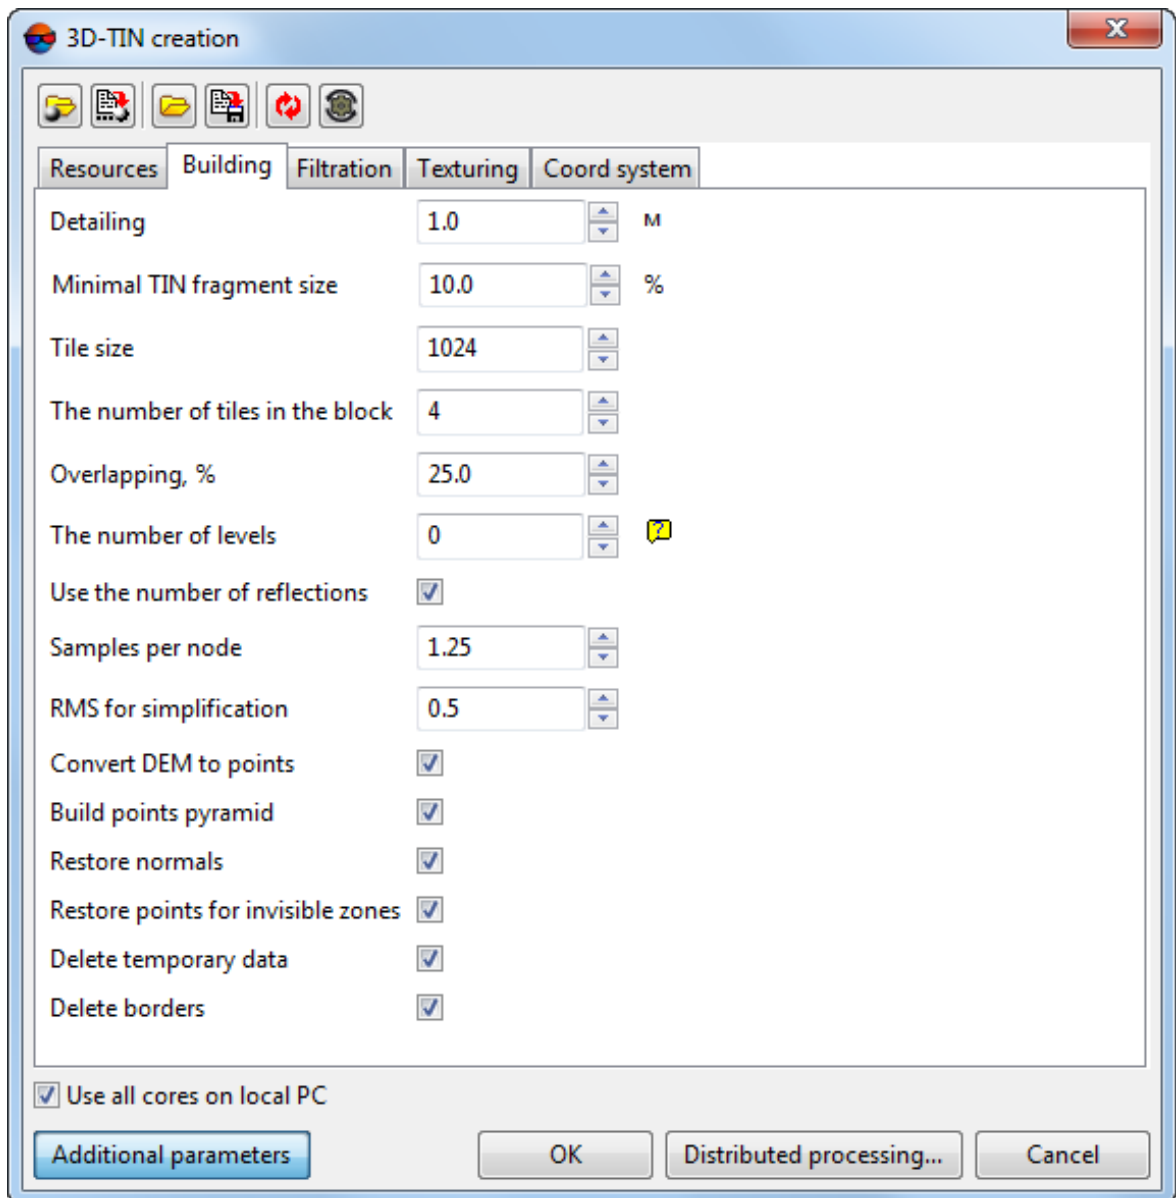 3D-TIN creation
Resources Building Filtration Texturing Coord system
Detailing 1.0 м
Minimal TIN fragment size 10.0 %
Tile size 1024
The number of tiles in the block 4
Overlapping, % 25.0
The number of levels 0 ?
Use the number of reflections
Samples per node 1.25
RMS for simplification 0.5
Convert DEM to points
Build points pyramid
Restore normals
Restore points for invisible zones
Delete temporary data
Delete borders
Use all cores on local PC
Additional parameters OK Distributed processing... Cancel